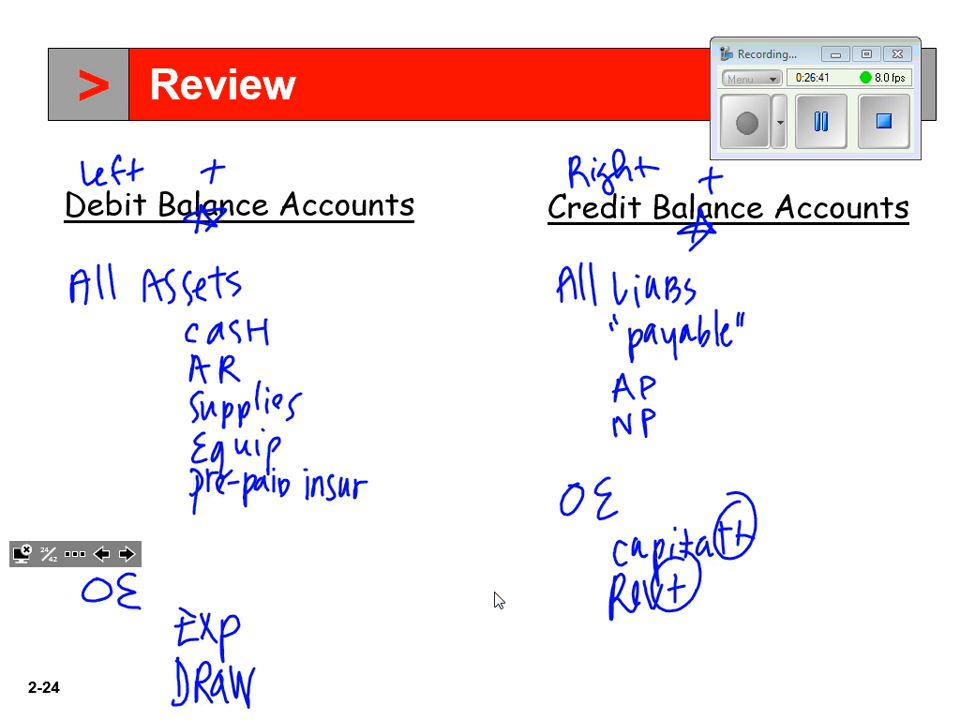 > Review
Recording...
Menu
0:26:41
8.0 fps
Left +
Debit Balance Accounts
All Assets
Cash
AR
Supplies
Equip
pre-paid insur
OE
Exp
Draw
Right +
Credit Balance Accounts
All Liabs
"payable"
AP
NP
OE
capital +
Rev +
24/42
2-24